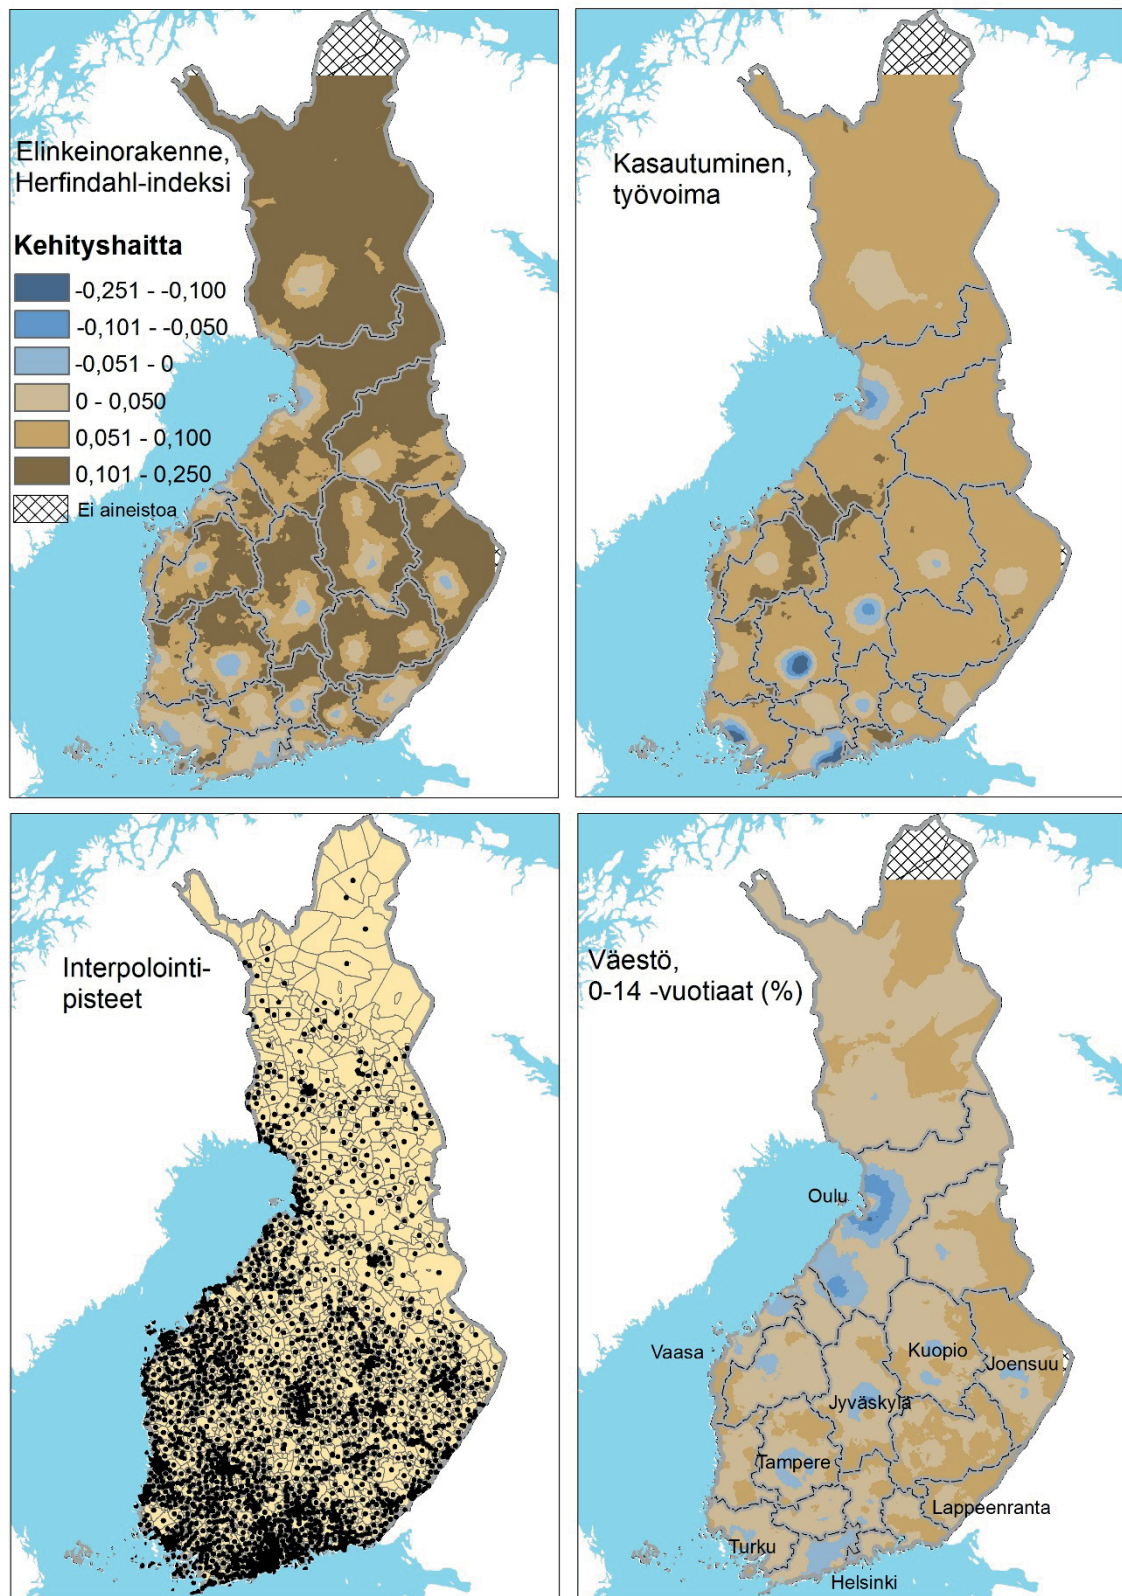 Elinkeinorakenne,
Herfindahl-indeksi
Kehityshaitta
-0,251 - -0,100
-0,101 - -0,050
-0,051 - 0
0 - 0,050
0,051 - 0,100
0,101 - 0,250
Ei aineistoa
Kasautuminen,
työvoima
Interpolointi-
pisteet
Väestö,
0-14 -vuotiaat (%)
Oulu
Vaasa
Kuopio
Joensuu
Jyväskylä
Tampere
Lappeenranta
Turku
Helsinki